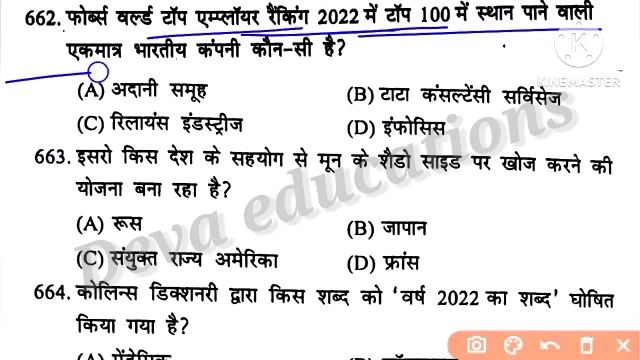 662. फोर्ब्स वर्ल्ड टॉप एम्प्लॉयर रैंकिंग 2022 में टॉप 100 में स्थान पाने वाली
एकमात्र भारतीय कंपनी कौन-सी है?
KINEMASTER
(A) अदानी समूह
(B) टाटा कंसल्टेंसी सर्विसेज
(C) रिलायंस इंडस्ट्रीज
(D) इंफोसिस
663. इसरो किस देश के सहयोग से मून के शैडो साइड पर खोज करने की
योजना बना रहा है?
(A) रूस
(B) जापान
(C) संयुक्त राज्य अमेरिका
(D) फ्रांस
Deva educations
664. कोलिन्स डिक्शनरी द्वारा किस शब्द को ‘वर्ष 2022 का शब्द’ घोषित
किया गया है?
(A)